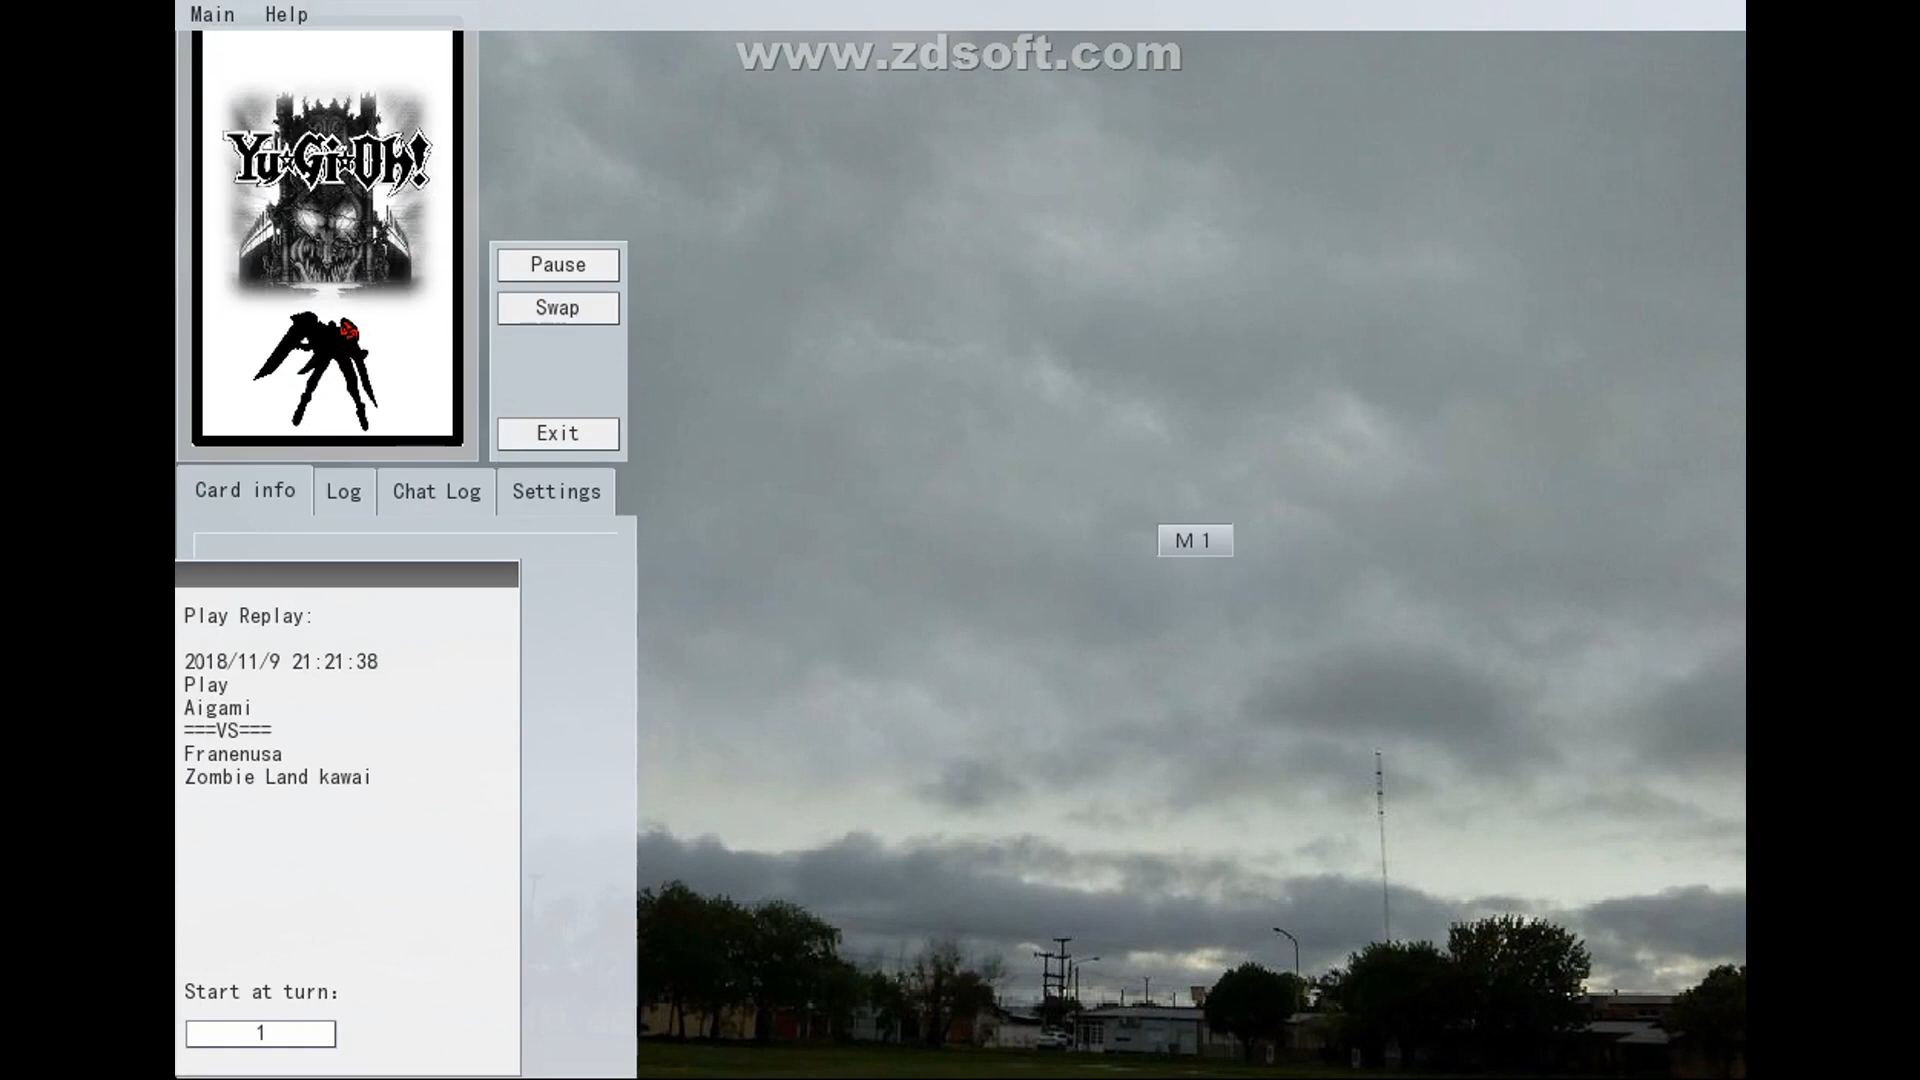 Main Help
www.zdsoft.com
Yu-Gi-Oh!
Pause
Swap
Exit
Card info Log Chat Log Settings
M 1
Play Replay:
2018/11/9 21:21:38
Play
Aigami
===VS===
Franenusa
Zombie Land kawai
Start at turn:
1